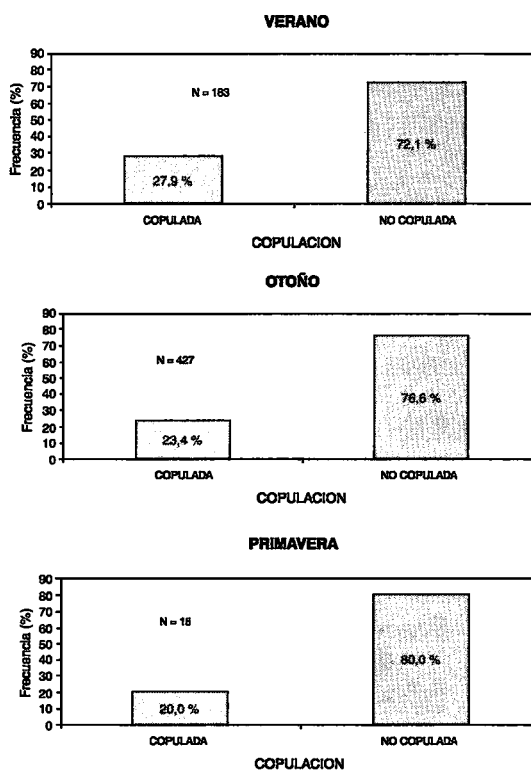 VERANO
90
80
70
60
50
40
30
20
10
0
Frecuencia (%)
N = 183
27,9 %
72,1 %
COPULADA
NO COPULADA
COPULACION
OTOÑO
90
80
70
60
50
40
30
20
10
0
Frecuencia (%)
N = 427
23,4 %
76,6 %
COPULADA
NO COPULADA
COPULACION
PRIMAVERA
90
80
70
60
50
40
30
20
10
0
Frecuencia (%)
N =
20,0 %
80,0 %
COPULADA
NO COPULADA
COPULACION